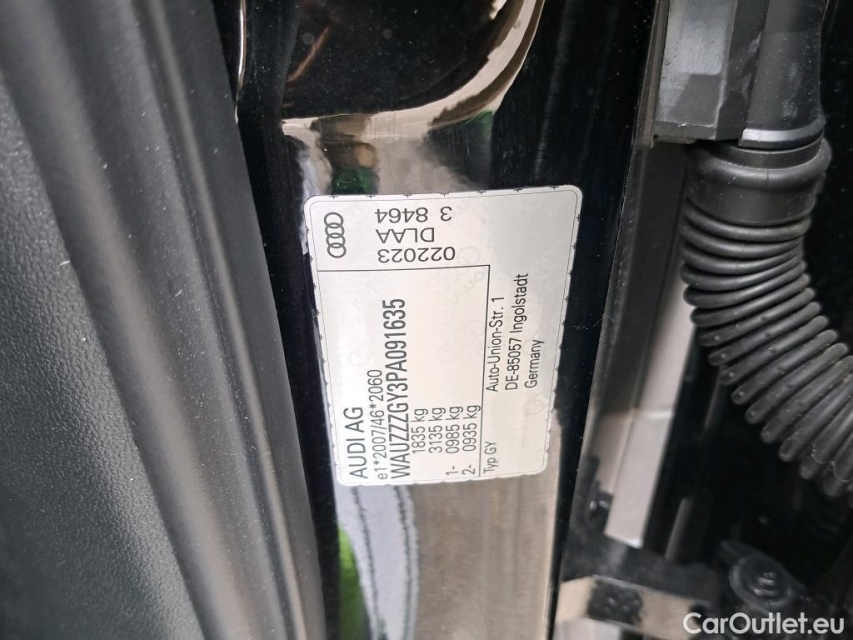 AUDI AG
e1*2007/46*2060
WAUZZZGY3PA091635
1835 kg
3135 kg
1- 0985 kg
2- 0935 kg
Typ GY
Auto-Union-Str. 1
DE-85057 Ingolstadt
Germany
022023
DLAA
3 8464
CarOutlet.eu